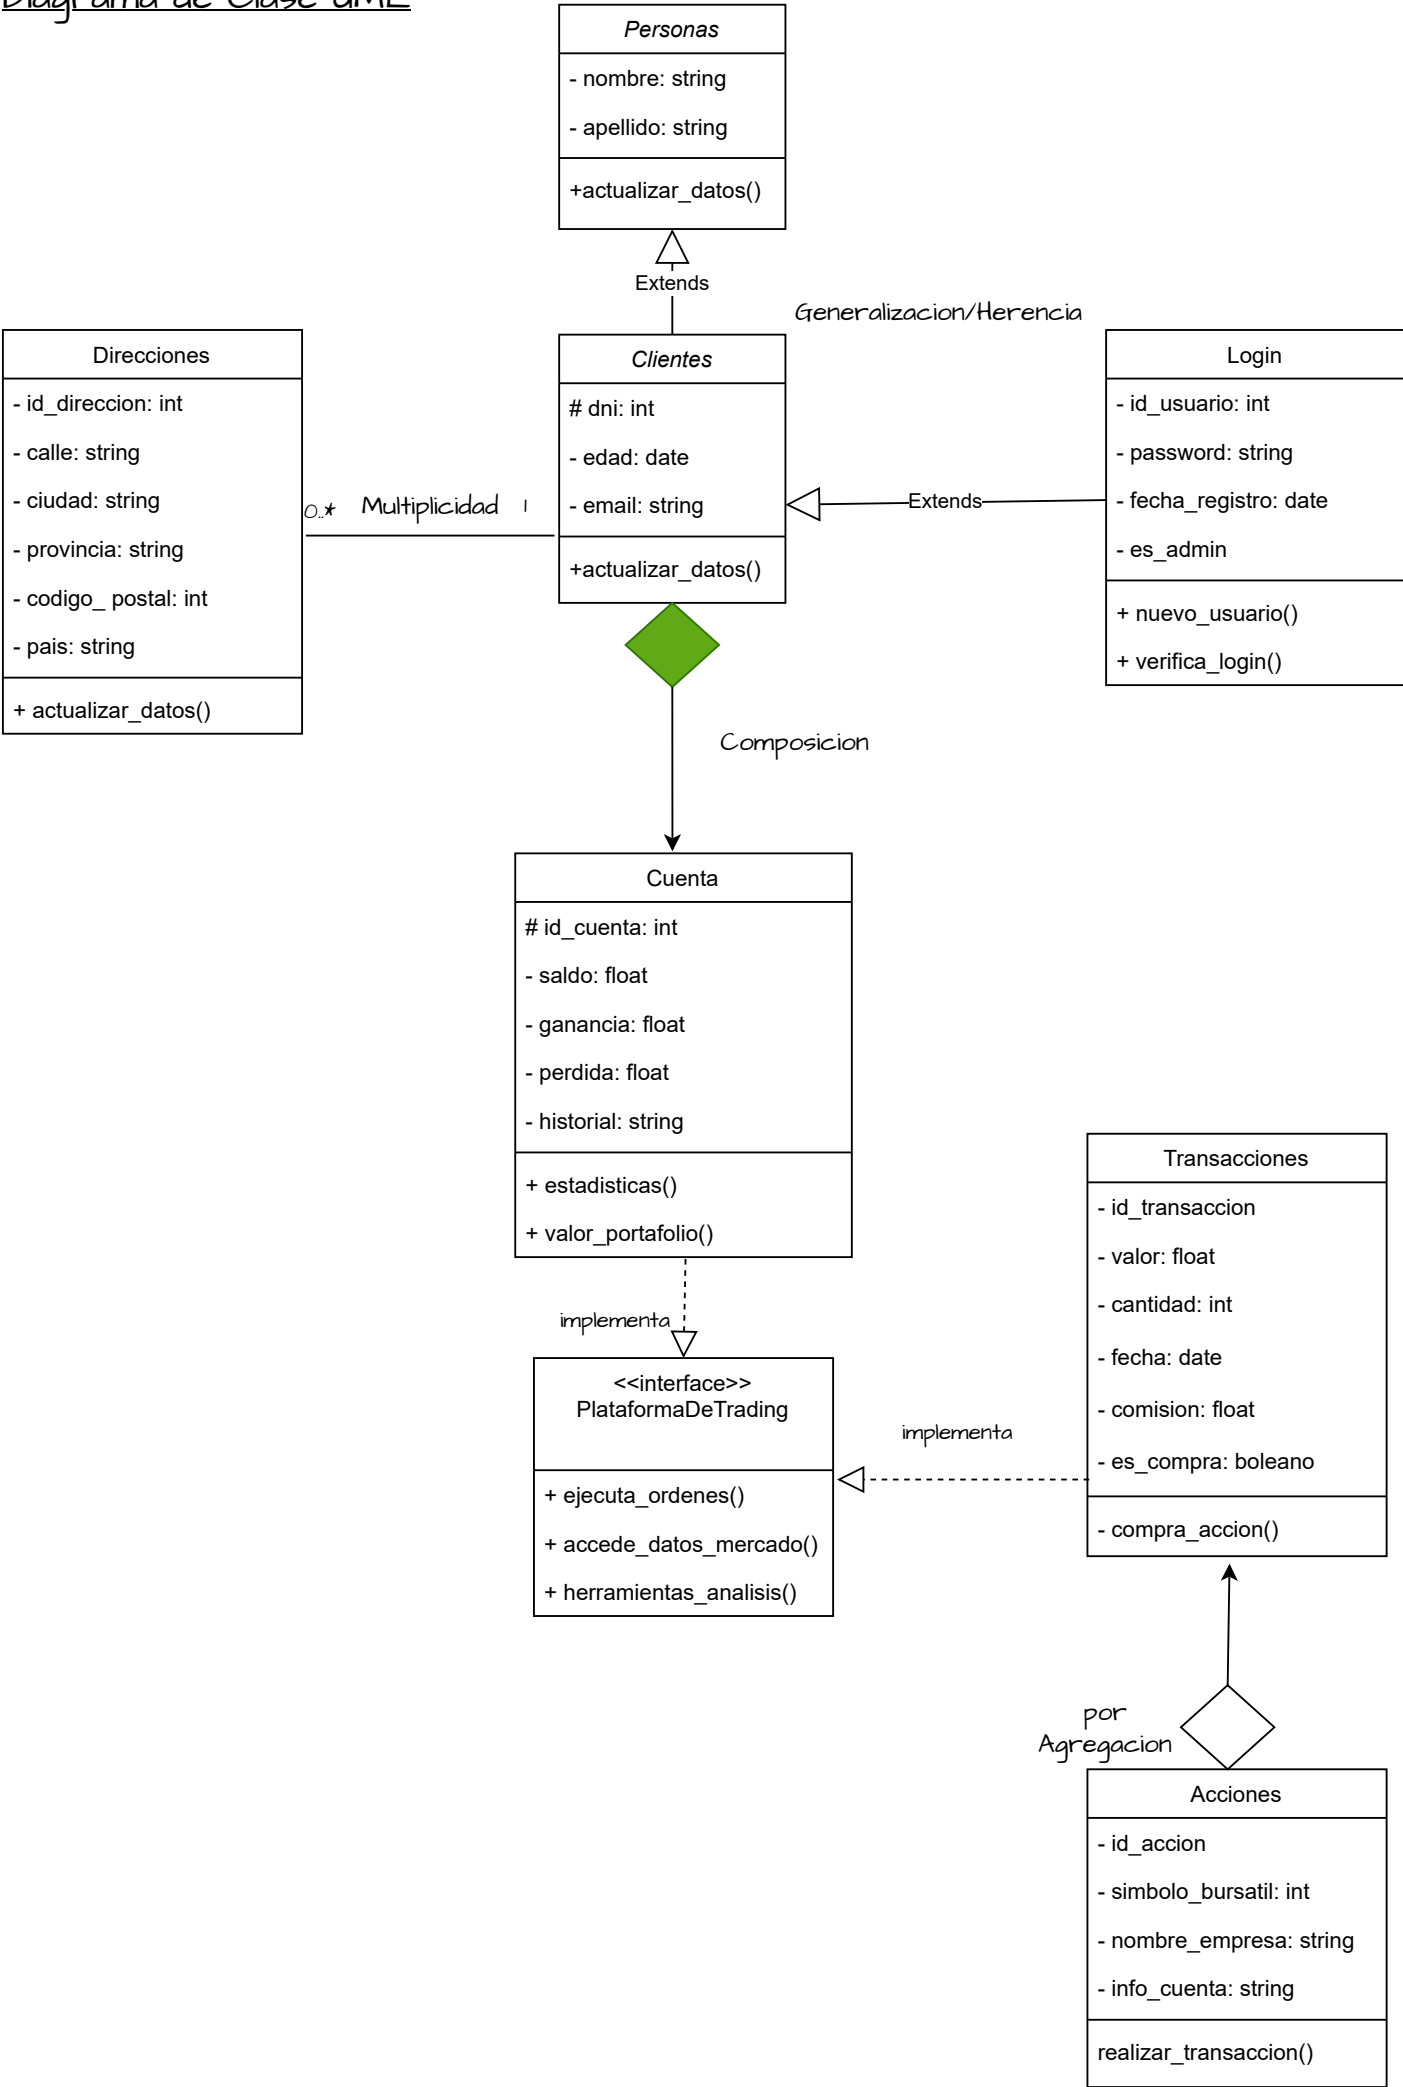 Diagrama de Clase UML
Personas
- nombre: string
- apellido: string
+actualizar_datos()
Extends
Generalizacion/Herencia
Direcciones
- id_direccion: int
- calle: string
- ciudad: string
- provincia: string
- codigo_ postal: int
- pais: string
+ actualizar_datos()
0..*
Multiplicidad
1
Clientes
# dni: int
- edad: date
- email: string
+actualizar_datos()
Extends
Login
- id_usuario: int
- password: string
- fecha_registro: date
- es_admin
+ nuevo_usuario()
+ verifica_login()
Composicion
Cuenta
# id_cuenta: int
- saldo: float
- ganancia: float
- perdida: float
- historial: string
+ estadisticas()
+ valor_portafolio()
implementa
<<interface>>
PlataformaDeTrading
+ ejecuta_ordenes()
+ accede_datos_mercado()
+ herramientas_analisis()
implementa
Transacciones
- id_transaccion
- valor: float
- cantidad: int
- fecha: date
- comision: float
- es_compra: boleano
- compra_accion()
por
Agregacion
Acciones
- id_accion
- simbolo_bursatil: int
- nombre_empresa: string
- info_cuenta: string
realizar_transaccion()